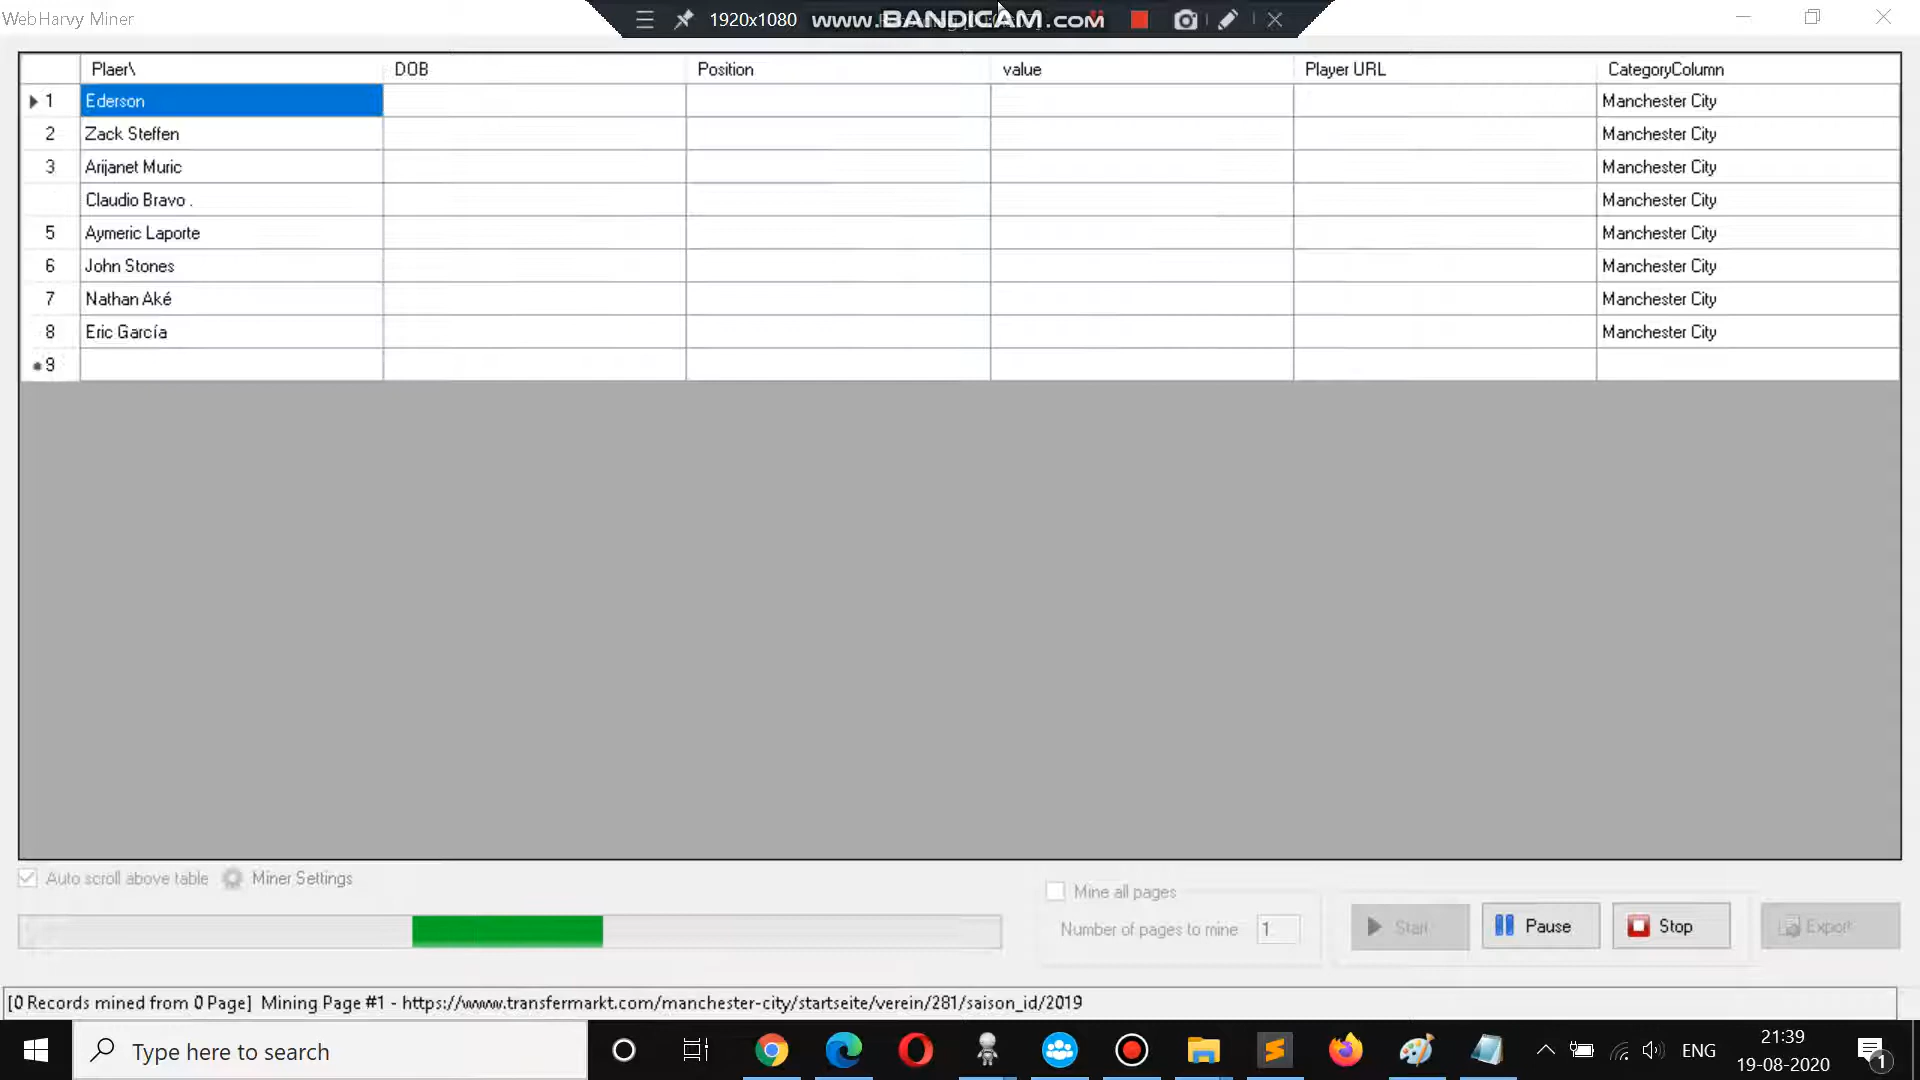 WebHarvy Miner
1920x1080 www.BANDICAM.com
Plaer\ DOB Position value Player URL CategoryColumn
1 Ederson Manchester City
2 Zack Steffen Manchester City
3 Arijanet Muric Manchester City
Claudio Bravo . Manchester City
5 Aymeric Laporte Manchester City
6 John Stones Manchester City
7 Nathan Aké Manchester City
8 Eric García Manchester City
9
Auto scroll above table Miner Settings
Mine all pages
Number of pages to mine 1
Start Pause Stop Export
[0 Records mined from 0 Page] Mining Page #1 - https://www.transfermarkt.com/manchester-city/startseite/verein/281/saison_id/2019
Type here to search
ENG
21:39
19-08-2020
1